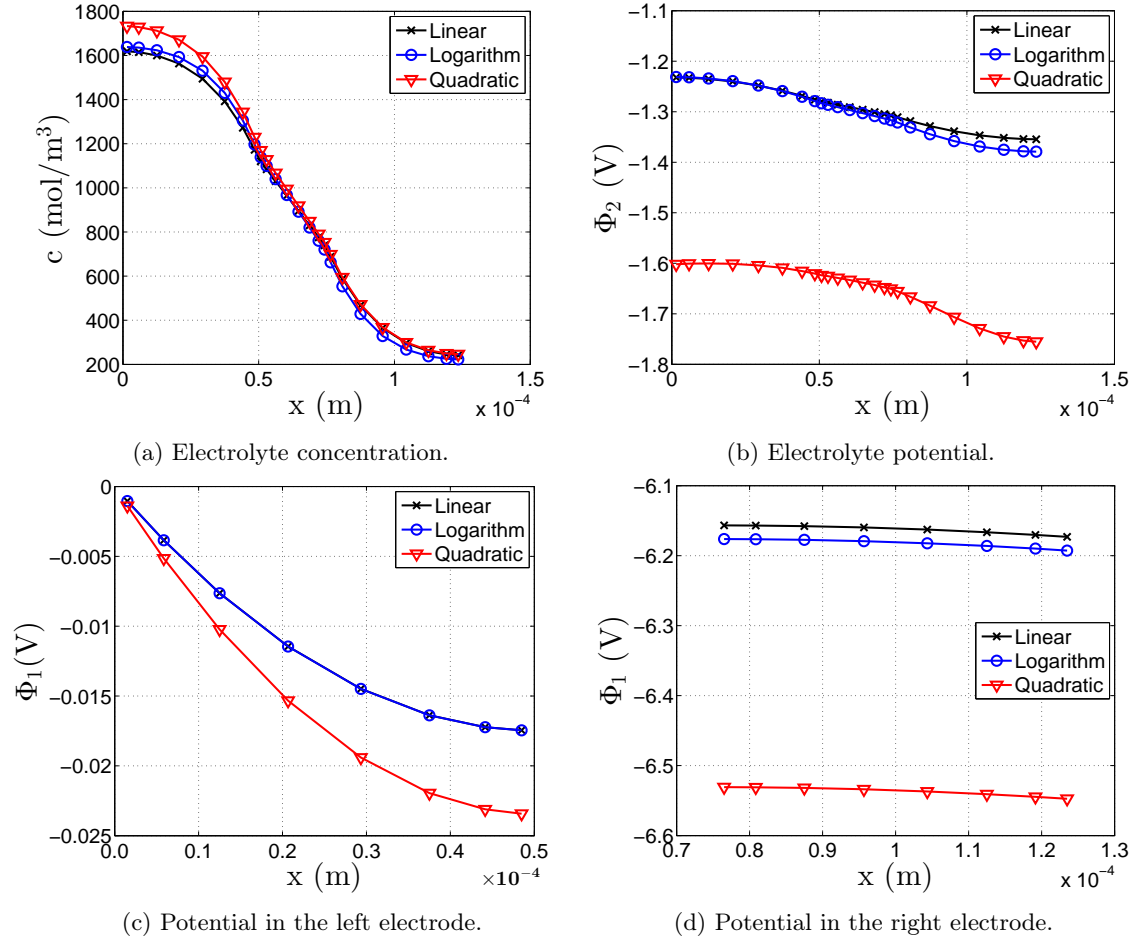 1800
1600
1400
1200
1000
800
600
400
200
0
0.5
1
1.5
x 10⁻⁴
c (mol/m³)
x (m)
Linear
Logarithm
Quadratic
(a) Electrolyte concentration.
−1.1
−1.2
−1.3
−1.4
−1.5
−1.6
−1.7
−1.8
0
0.5
1
1.5
x 10⁻⁴
Φ₂ (V)
x (m)
Linear
Logarithm
Quadratic
(b) Electrolyte potential.
0
−0.005
−0.01
−0.015
−0.02
−0.025
0.0
0.1
0.2
0.3
0.4
0.5
×10⁻⁴
Φ₁(V)
x (m)
Linear
Logarithm
Quadratic
(c) Potential in the left electrode.
−6.1
−6.2
−6.3
−6.4
−6.5
−6.6
0.7
0.8
0.9
1
1.1
1.2
1.3
x 10⁻⁴
Φ₁ (V)
x (m)
Linear
Logarithm
Quadratic
(d) Potential in the right electrode.